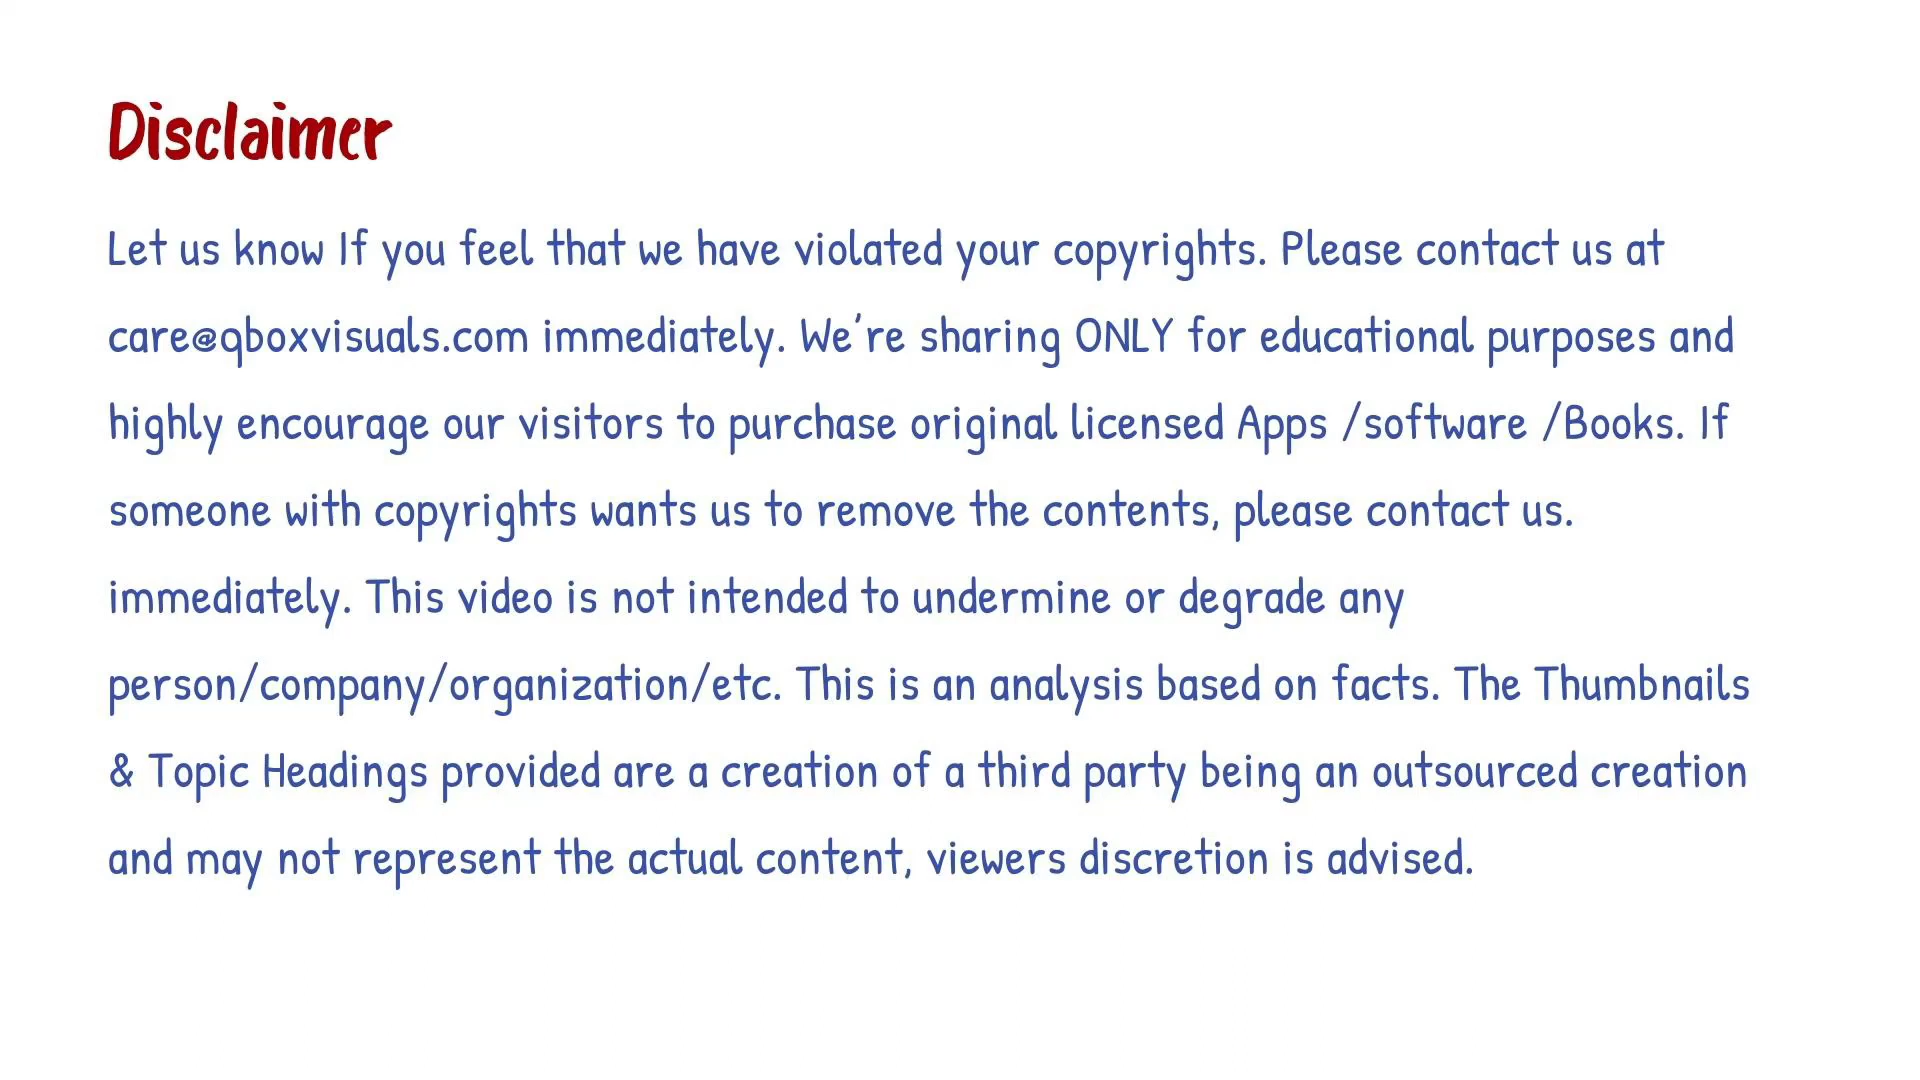 Disclaimer
Let us know If you feel that we have violated your copyrights. Please contact us at
care@qboxvisuals.com immediately. We're sharing ONLY for educational purposes and
highly encourage our visitors to purchase original licensed Apps /software /Books. If
someone with copyrights wants us to remove the contents, please contact us.
immediately. This video is not intended to undermine or degrade any
person/company/organization/etc. This is an analysis based on facts. The Thumbnails
& Topic Headings provided are a creation of a third party being an outsourced creation
and may not represent the actual content, viewers discretion is advised.